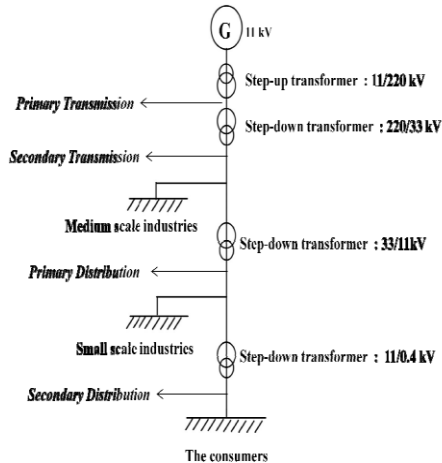 G 11 kV
Step-up transformer : 11/220 kV
Primary Transmission
Step-down transformer : 220/33 kV
Secondary Transmission
Medium scale industries
Step-down transformer : 33/11kV
Primary Distribution
Small scale industries
Step-down transformer : 11/0.4 kV
Secondary Distribution
The consumers